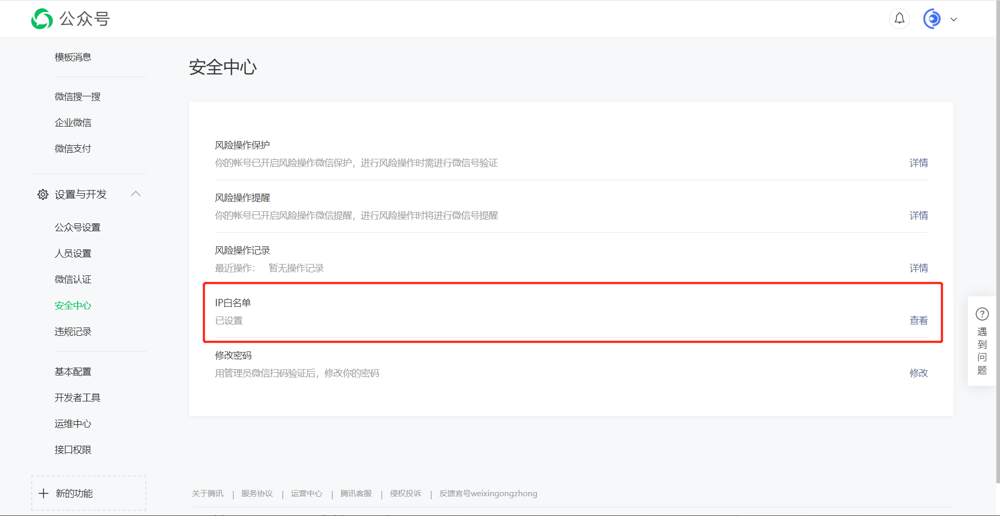 公众号
模板消息
微信搜一搜
企业微信
微信支付
设置与开发
公众号设置
人员设置
微信认证
安全中心
违规记录
基本配置
开发者工具
运维中心
接口权限
新的功能
安全中心
风险操作保护
你的帐号已开启风险操作微信保护，进行风险操作时需进行微信号验证
详情
风险操作提醒
你的帐号已开启风险操作微信提醒，进行风险操作时将进行微信号提醒
详情
风险操作记录
最近操作： 暂无操作记录
详情
IP白名单
已设置
查看
修改密码
用管理员微信扫码验证后，修改你的密码
修改
遇到问题
关于腾讯 | 服务协议 | 运营中心 | 腾讯客服 | 侵权投诉 | 反馈官号weixingongzhong